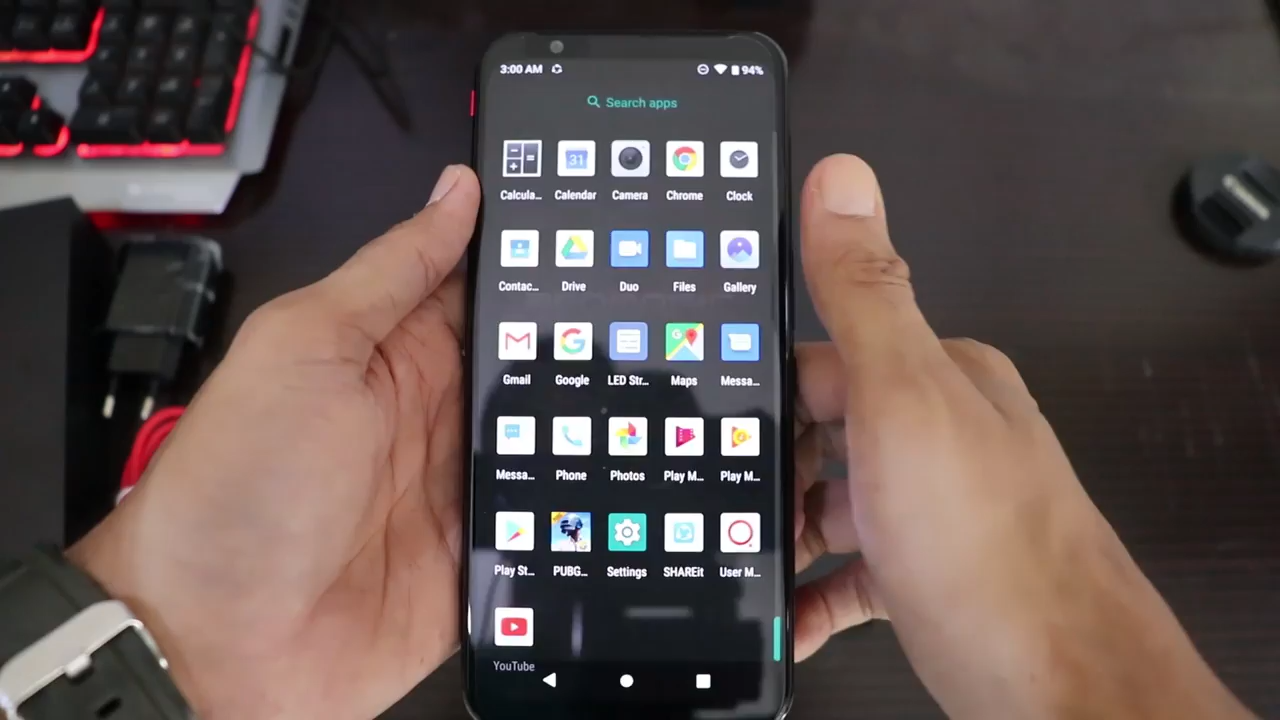 3:00 AM 94%
Search apps
31
Calcula... Calendar Camera Chrome Clock
Contac... Drive Duo Files Gallery
Gmail Google LED Str... Maps Messa...
Messa... Phone Photos Play M... Play M...
Play St... PUBG... Settings SHAREit User M...
YouTube